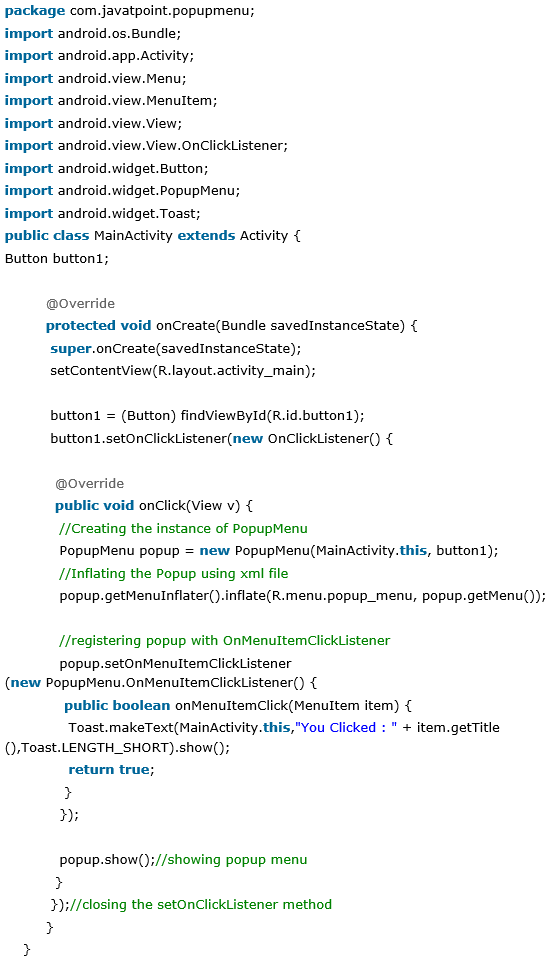 package com.javatpoint.popupmenu;
import android.os.Bundle;
import android.app.Activity;
import android.view.Menu;
import android.view.MenuItem;
import android.view.View;
import android.view.View.OnClickListener;
import android.widget.Button;
import android.widget.PopupMenu;
import android.widget.Toast;
public class MainActivity extends Activity {
Button button1;
@Override
protected void onCreate(Bundle savedInstanceState) {
super.onCreate(savedInstanceState);
setContentView(R.layout.activity_main);
button1 = (Button) findViewById(R.id.button1);
button1.setOnClickListener(new OnClickListener() {
@Override
public void onClick(View v) {
//Creating the instance of PopupMenu
PopupMenu popup = new PopupMenu(MainActivity.this, button1);
//Inflating the Popup using xml file
popup.getMenuInflater().inflate(R.menu.popup_menu, popup.getMenu());
//registering popup with OnMenuItemClickListener
popup.setOnMenuItemClickListener
(new PopupMenu.OnMenuItemClickListener() {
public boolean onMenuItemClick(MenuItem item) {
Toast.makeText(MainActivity.this,"You Clicked : " + item.getTitle
(),Toast.LENGTH_SHORT).show();
return true;
}
});
popup.show();//showing popup menu
}
});//closing the setOnClickListener method
}
}